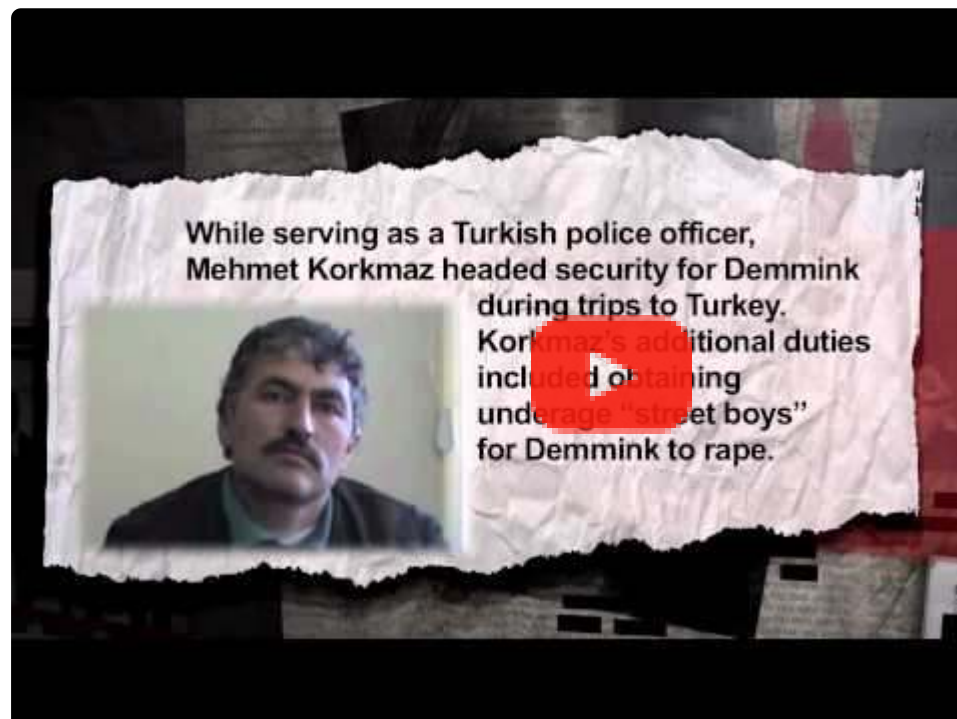 While serving as a Turkish police officer,
Mehmet Korkmaz headed security for Demmink
during trips to Turkey.
Korkmaz's additional duties
included obtaining
underage "street boys"
for Demmink to rape.